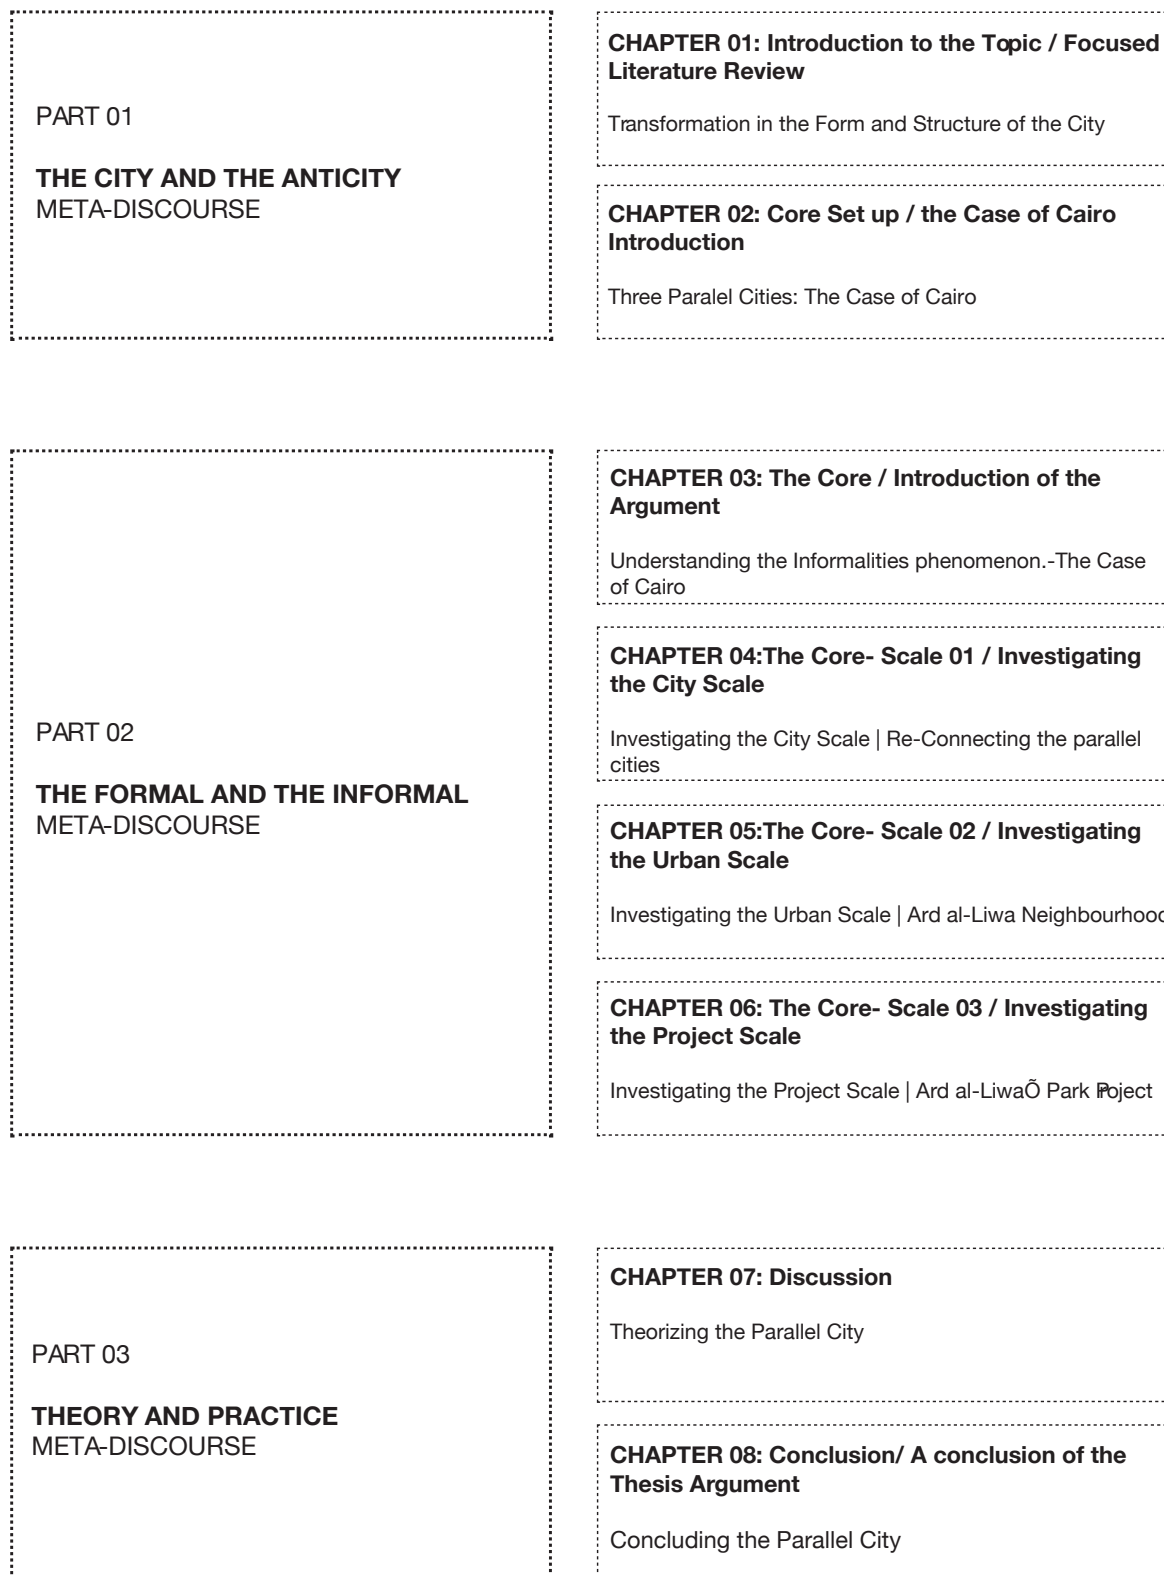 PART 01
THE CITY AND THE ANTICITY
META-DISCOURSE
CHAPTER 01: Introduction to the Topic / Focused
Literature Review
Transformation in the Form and Structure of the City
CHAPTER 02: Core Set up / the Case of Cairo
Introduction
Three Paralel Cities: The Case of Cairo
PART 02
THE FORMAL AND THE INFORMAL
META-DISCOURSE
CHAPTER 03: The Core / Introduction of the
Argument
Understanding the Informalities phenomenon.-The Case
of Cairo
CHAPTER 04:The Core- Scale 01 / Investigating
the City Scale
Investigating the City Scale | Re-Connecting the parallel
cities
CHAPTER 05:The Core- Scale 02 / Investigating
the Urban Scale
Investigating the Urban Scale | Ard al-Liwa Neighbourhood
CHAPTER 06: The Core- Scale 03 / Investigating
the Project Scale
Investigating the Project Scale | Ard al-LiwaÕ Park Project
PART 03
THEORY AND PRACTICE
META-DISCOURSE
CHAPTER 07: Discussion
Theorizing the Parallel City
CHAPTER 08: Conclusion/ A conclusion of the
Thesis Argument
Concluding the Parallel City